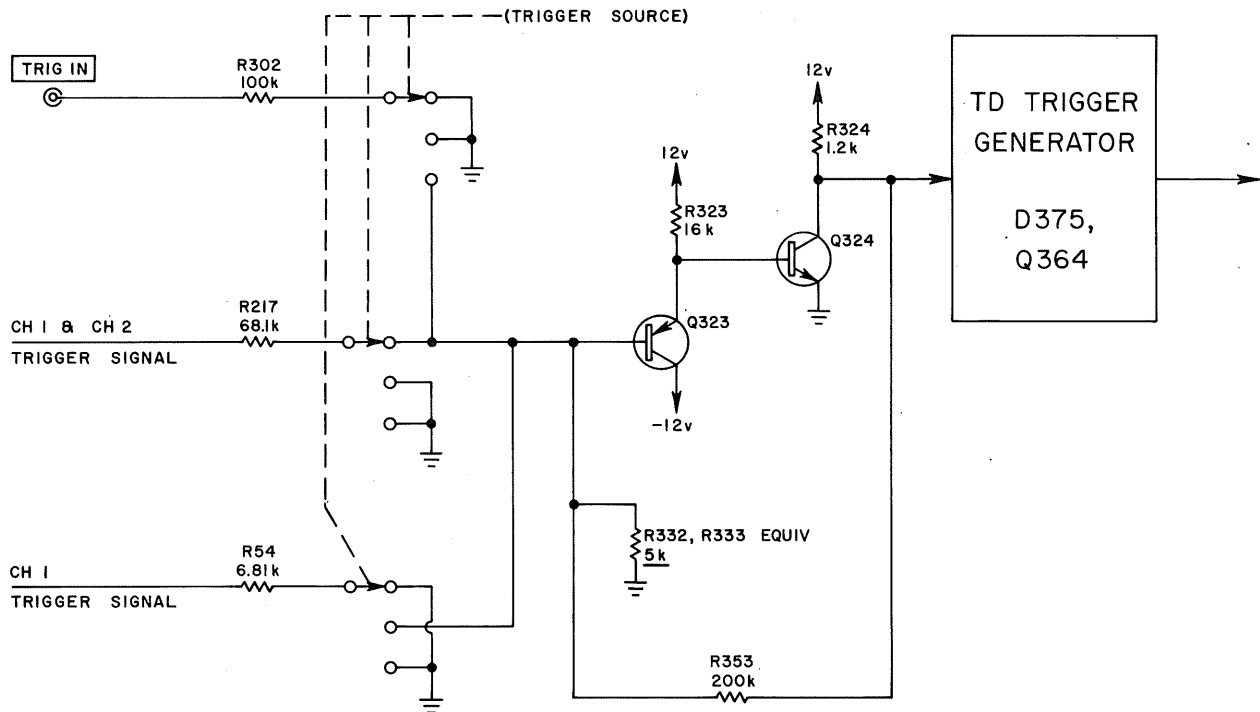 (TRIGGER SOURCE)
TRIG IN
R302
100k
12v
R324
1.2k
TD TRIGGER
GENERATOR
D375,
Q364
12v
R323
16k
Q324
R217
68.1k
CH 1 & CH 2
TRIGGER SIGNAL
Q323
-12v
R332, R333 EQUIV
5k
R54
6.81k
CH 1
TRIGGER SIGNAL
R353
200k